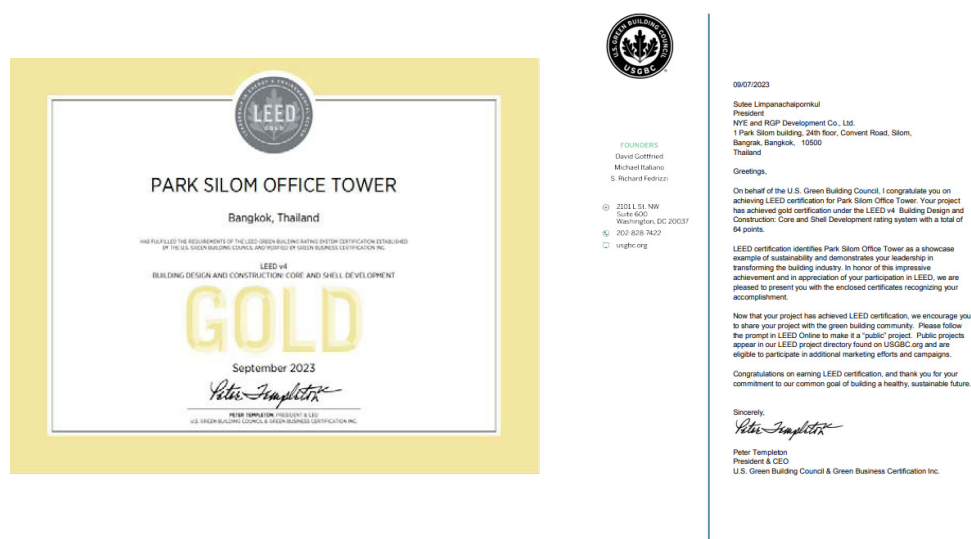 LEADERSHIP IN ENERGY & ENVIRONMENTAL DESIGN
LEED
GOLD
PARK SILOM OFFICE TOWER
Bangkok, Thailand
HAS FULFILLED THE REQUIREMENTS OF THE LEED GREEN BUILDING RATING SYSTEM CERTIFICATION ESTABLISHED
BY THE U.S. GREEN BUILDING COUNCIL AND VERIFIED BY GREEN BUSINESS CERTIFICATION INC.
LEED v4
BUILDING DESIGN AND CONSTRUCTION: CORE AND SHELL DEVELOPMENT
GOLD
September 2023
Peter Templeton
PETER TEMPLETON, PRESIDENT & CEO
U.S. GREEN BUILDING COUNCIL & GREEN BUSINESS CERTIFICATION INC.
U.S. GREEN BUILDING COUNCIL
USGBC
FOUNDERS
David Gottfried
Michael Italiano
S. Richard Fedrizzi
2101 L St. NW
Suite 600
Washington, DC 20037
202-828-7422
usgbc.org
09/07/2023
Sutee Limpanachaipornkul
President
NYE and RGP Development Co., Ltd.
1 Park Silom building, 24th floor, Convent Road, Silom,
Bangrak, Bangkok, 10500
Thailand
Greetings,
On behalf of the U.S. Green Building Council, I congratulate you on
achieving LEED certification for Park Silom Office Tower. Your project
has achieved gold certification under the LEED v4 Building Design and
Construction: Core and Shell Development rating system with a total of
64 points.
LEED certification identifies Park Silom Office Tower as a showcase
example of sustainability and demonstrates your leadership in
transforming the building industry. In honor of this impressive
achievement and in appreciation of your participation in LEED, we are
pleased to present you with the enclosed certificates recognizing your
accomplishment.
Now that your project has achieved LEED certification, we encourage you
to share your project with the green building community. Please follow
the prompt in LEED Online to make it a "public" project. Public projects
appear in our LEED project directory found on USGBC.org and are
eligible to participate in additional marketing efforts and campaigns.
Congratulations on earning LEED certification, and thank you for your
commitment to our common goal of building a healthy, sustainable future.
Sincerely,
Peter Templeton
Peter Templeton
President & CEO
U.S. Green Building Council & Green Business Certification Inc.